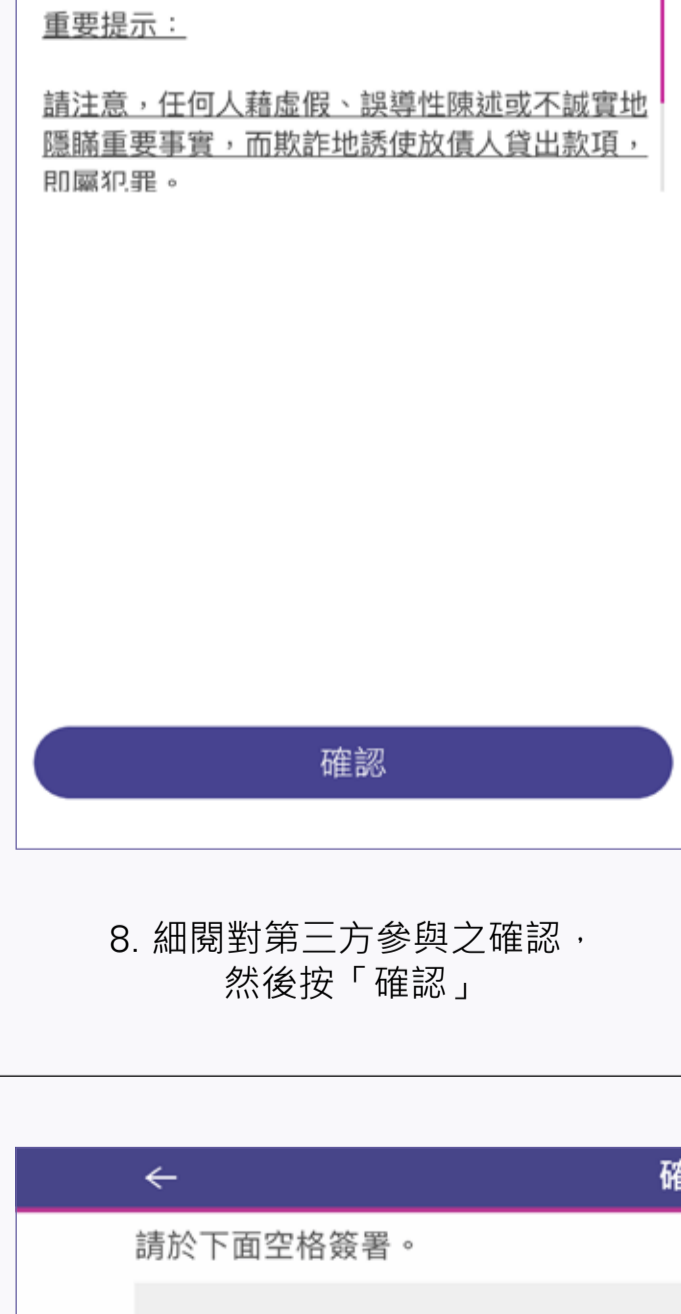 重要提示：
請注意，任何人藉虛假、誤導性陳述或不誠實地
隱瞞重要事實，而欺詐地誘使放債人貸出款項，
即屬犯罪。
確認
8. 細閱對第三方參與之確認，
然後按「確認」
確
請於下面空格簽署。